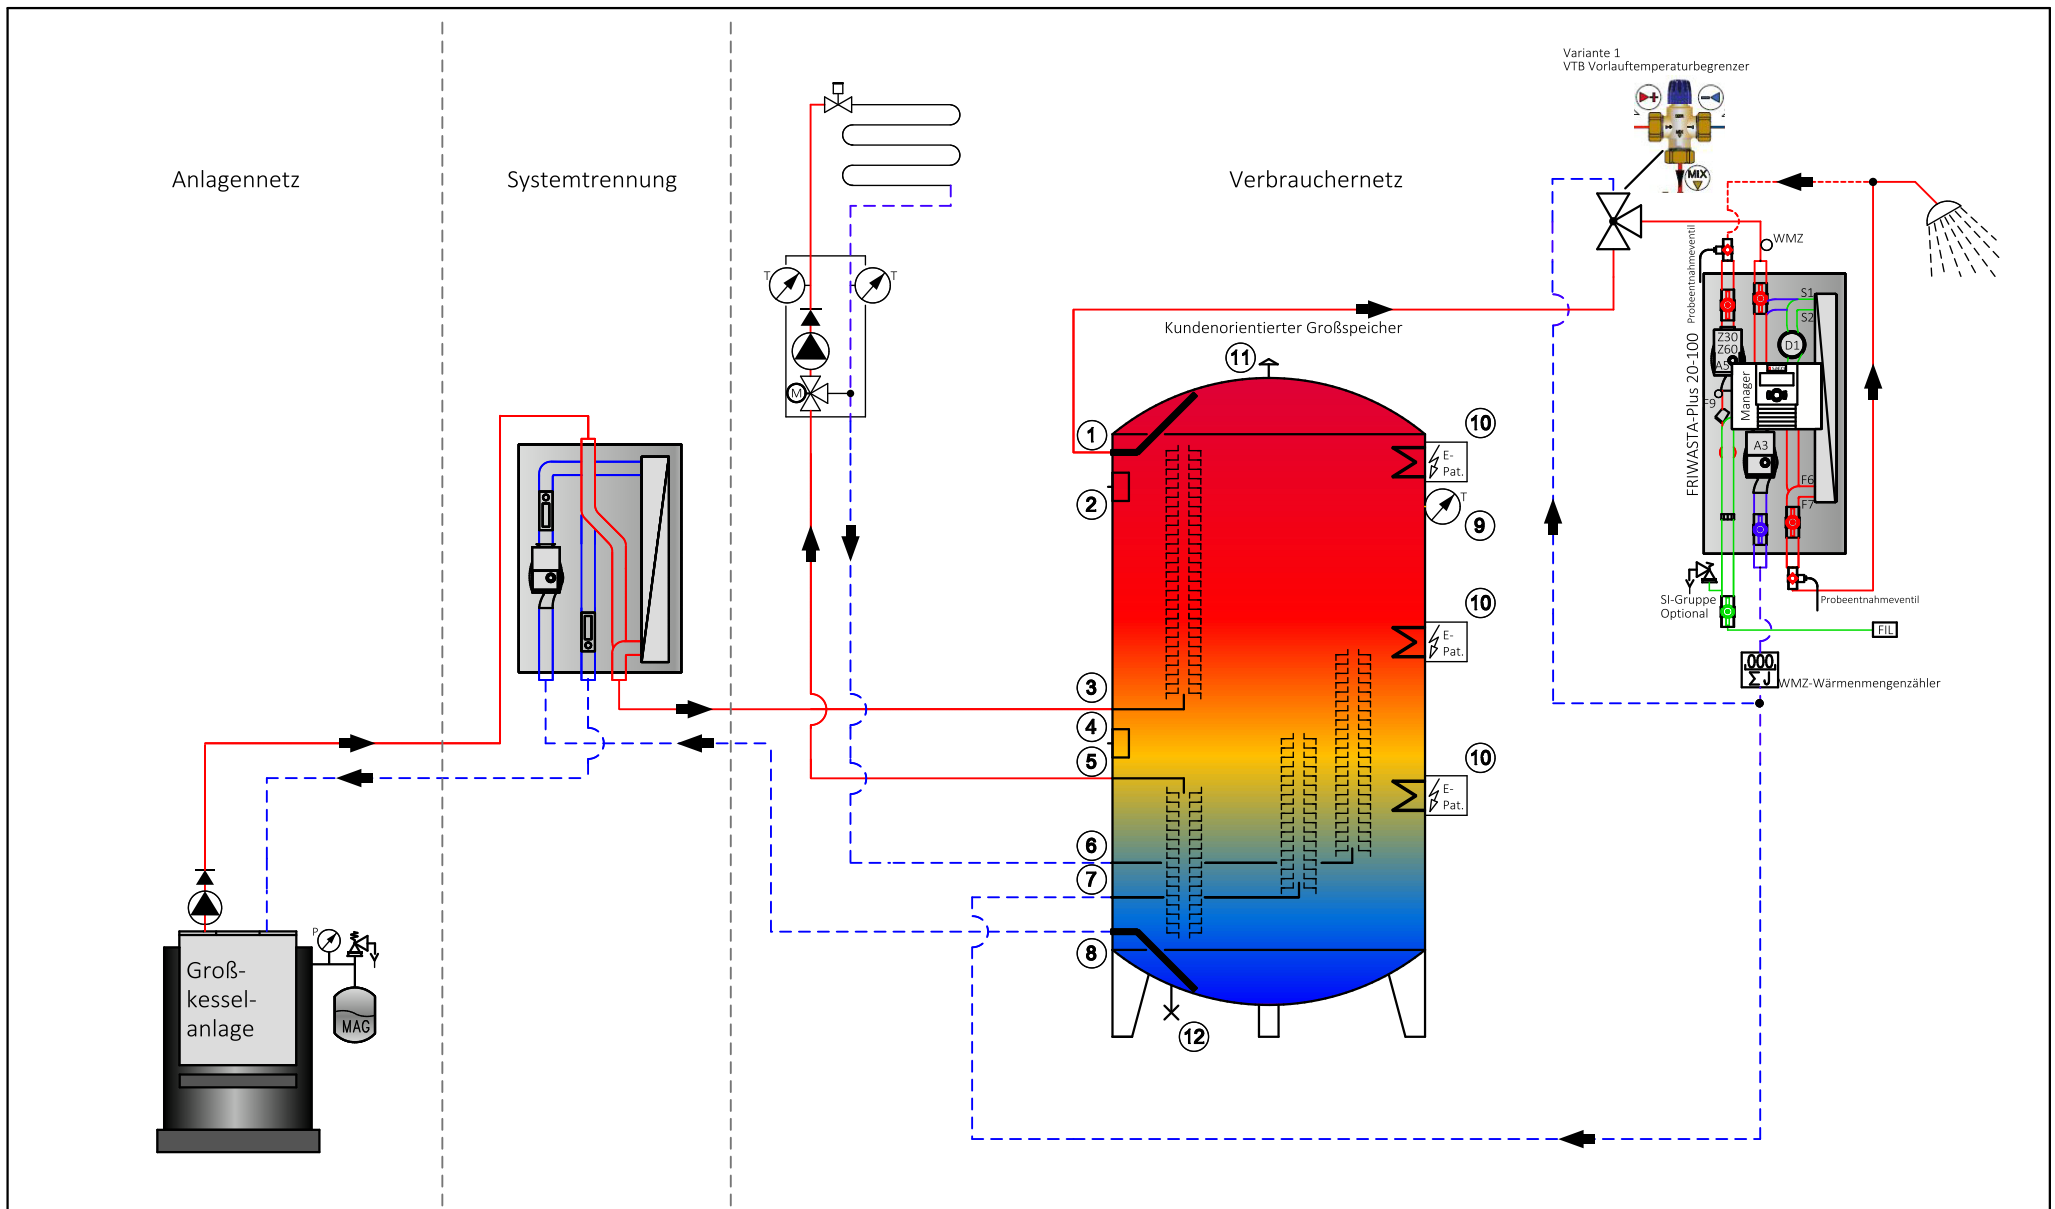 Anlagennetz
Systemtrennung
Verbrauchernetz
Variante 1
VTB Vorlauftemperaturbegrenzer
MIX
T
T
M
Kundenorientierter Großspeicher
11
1
2
3
4
5
6
7
8
12
10
E-
Pat.
T
9
10
E-
Pat.
10
E-
Pat.
WMZ
Probeentnahmeventil
FRIWASTA-Plus 20-100
S1
S2
Z30
Z60
A5
D1
F9
Manager
A3
F6
F7
SI-Gruppe
Optional
Probeentnahmeventil
FIL
000
ΣJ
WMZ-Wärmenmengenzähler
P
Groß-
kessel-
anlage
MAG